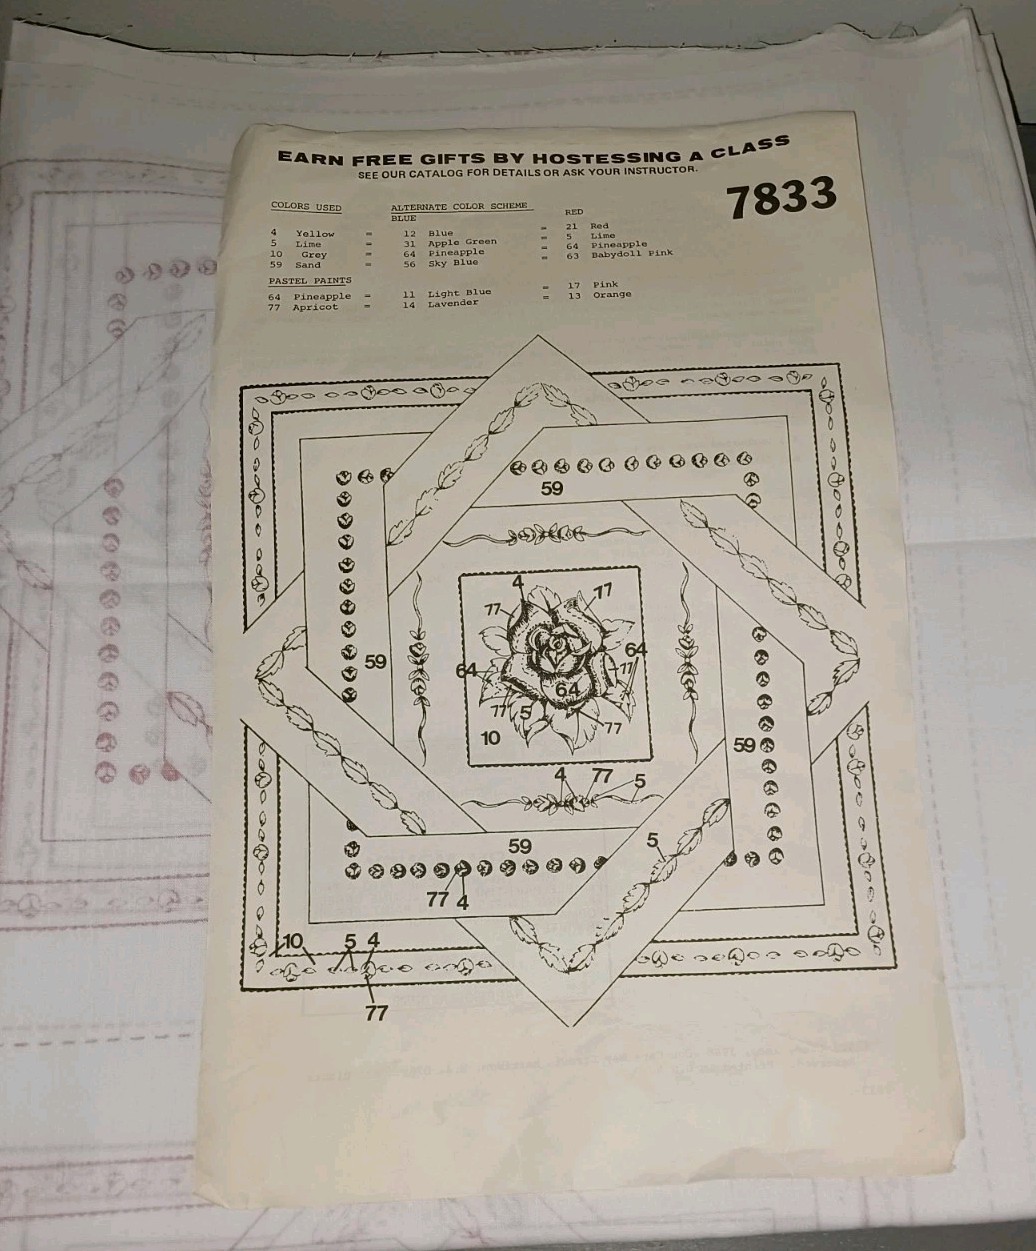 EARN FREE GIFTS BY HOSTESSING A CLASS
SEE OUR CATALOG FOR DETAILS OR ASK YOUR INSTRUCTOR.
7833
COLORS USED ALTERNATE COLOR SCHEME
BLUE RED
4 Yellow = 12 Blue = 21 Red
5 Lime = 31 Apple Green = 5 Lime
10 Grey = 64 Pineapple = 64 Pineapple
59 Sand = 56 Sky Blue = 63 Babydoll Pink
PASTEL PAINTS
64 Pineapple = 11 Light Blue = 17 Pink
77 Apricot = 14 Lavender = 13 Orange
59
4 77
77
59 64 64 77
64
77 5 77
10 59
4 77 5
59 5
77 4
10 5 4
77